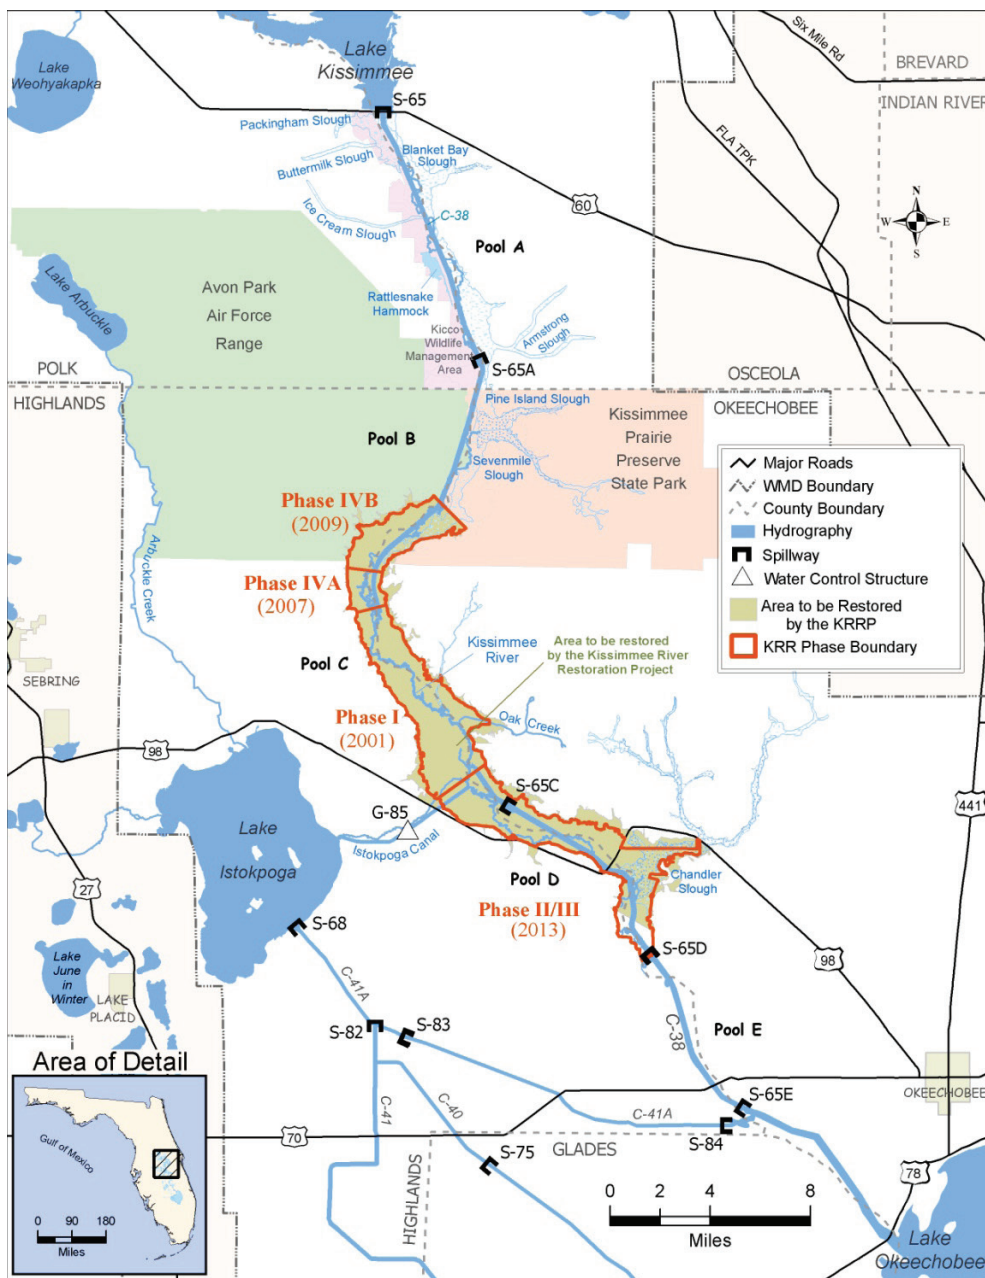 Lake
Kissimmee
Lake
Weohyakapka
Six Mile Rd
BREVARD
INDIAN RIVER
S-65
Packingham Slough
Blanket Bay
Slough
Buttermilk Slough
FLA TPK
60
N
W
E
S
Ice Cream Slough
C-38
Pool A
Lake Arbuckle
Avon Park
Air Force
Range
Rattlesnake
Hammock
Armstrong
Slough
Kicco
Wildlife
Management
Area
S-65A
POLK
HIGHLANDS
OSCEOLA
OKEECHOBEE
Pine Island Slough
Kissimmee
Prairie
Preserve
State Park
Pool B
Sevenmile
Slough
Major Roads
WMD Boundary
County Boundary
Hydrography
Spillway
Water Control Structure
Area to be Restored
by the KRRP
KRR Phase Boundary
Phase IVB
(2009)
Arbuckle Creek
Phase IVA
(2007)
Kissimmee
River
Area to be restored
by the Kissimmee River
Restoration Project
Pool C
SEBRING
Phase I
(2001)
Oak Creek
98
S-65C
441
G-85
Lake
Istokpoga
Istokpoga Canal
Pool D
Chandler
Slough
27
Phase II/III
(2013)
S-68
S-65D
98
Lake
June
in
Winter
LAKE
PLACID
C-41A
S-82
S-83
Pool E
C-38
Area of Detail
Gulf of Mexico
0 90 180
Miles
C-41
C-40
S-65E
OKEECHOBEE
C-41A
S-84
70
GLADES
HIGHLANDS
S-75
78
0 2 4 8
Miles
Lake
Okeechobee